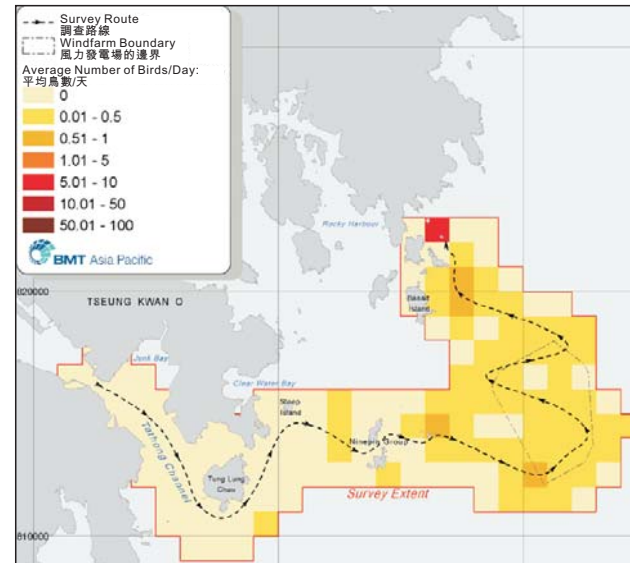 Survey Route
調查路線
Windfarm Boundary
風力發電場的邊界
Average Number of Birds/Day:
平均鳥數/天
0
0.01 - 0.5
0.51 - 1
1.01 - 5
5.01 - 10
10.01 - 50
50.01 - 100
BMT Asia Pacific
Rocky Harbour
820000
TSEUNG KWAN O
Basalt
Island
Junk Bay
Clear Water Bay
Steep
Island
Tathong Channel
Ninepin Group
Tung Lung
Chau
Survey Extent
810000